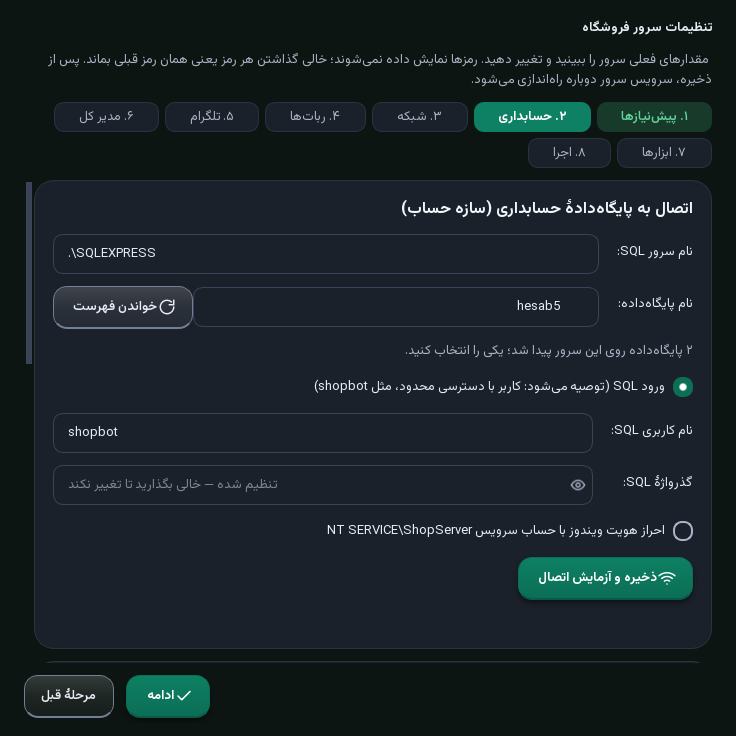 تنظیمات سرور فروشگاه
مقدارهای فعلی سرور را ببینید و تغییر دهید. رمزها نمایش داده نمی‌شوند؛ خالی گذاشتن هر رمز یعنی همان رمز قبلی بماند. پس از
ذخیره، سرویس سرور دوباره راه‌اندازی می‌شود.
۱. پیش‌نیازها
۲. حسابداری
۳. شبکه
۴. ربات‌ها
۵. تلگرام
۶. مدیر کل
۷. ابزارها
۸. اجرا
اتصال به پایگاه‌دادهٔ حسابداری (سازه حساب)
نام سرور SQL:
.\SQLEXPRESS
نام پایگاه‌داده:
hesab5
خواندن فهرست
۲ پایگاه‌داده روی این سرور پیدا شد؛ یکی را انتخاب کنید.
ورود SQL (توصیه می‌شود: کاربر با دسترسی محدود، مثل shopbot)
نام کاربری SQL:
shopbot
گذرواژهٔ SQL:
تنظیم شده — خالی بگذارید تا تغییر نکند
احراز هویت ویندوز با حساب سرویس NT SERVICE\ShopServer
ذخیره و آزمایش اتصال
ادامه
مرحلهٔ قبل